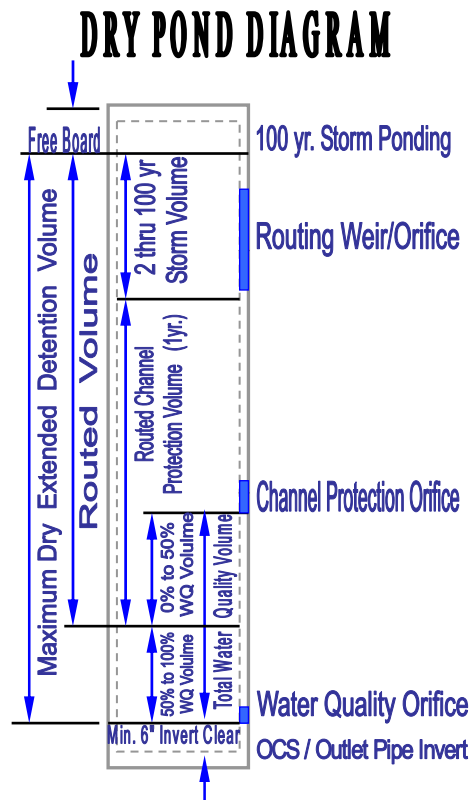 DRY POND DIAGRAM
Free Board
100 yr. Storm Ponding
2 thru 100 yr
Storm Volume
Routing Weir/Orifice
Maximum Dry Extended Detention Volume
Routed Volume
Routed Channel
Protection Volume (1yr.)
Channel Protection Orifice
0% to 50%
WQ Volulme
Total Water Quality Volume
50% to 100%
WQ Volulme
Water Quality Orifice
Min. 6" Invert Clear
OCS / Outlet Pipe Invert